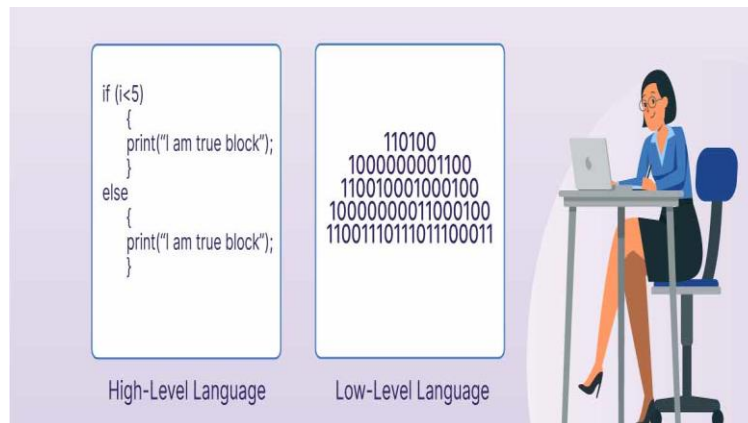 if (i<5)
{
print("I am true block");
}
else
{
print("I am true block");
}
High-Level Language
110100
1000000001100
110010001000100
10000000011000100
11001110111011100011
Low-Level Language